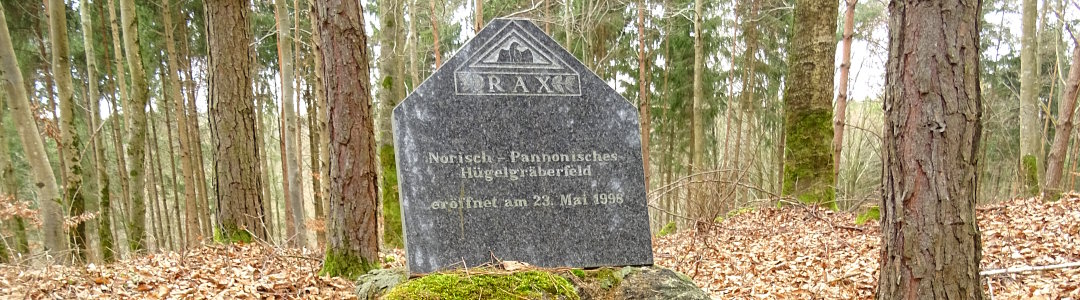 RAX
Norisch - Pannonisches
Hügelgräberfeld
eröffnet am 23. Mai 1998